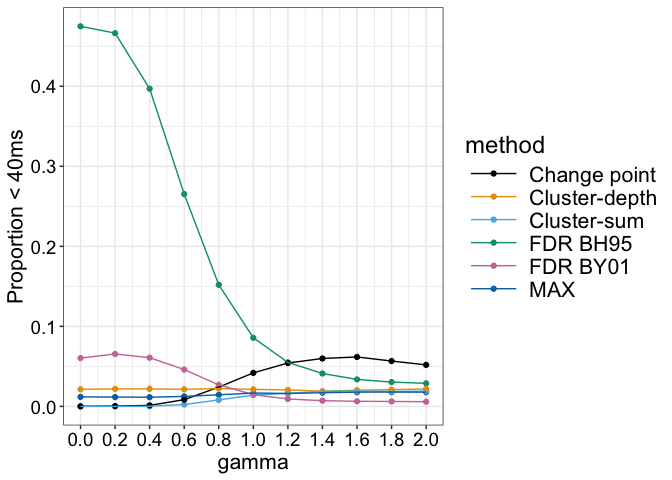 Proportion < 40ms
0.4
0.3
0.2
0.1
0.0
0.0 0.2 0.4 0.6 0.8 1.0 1.2 1.4 1.6 1.8 2.0
gamma
method
Change point
Cluster-depth
Cluster-sum
FDR BH95
FDR BY01
MAX